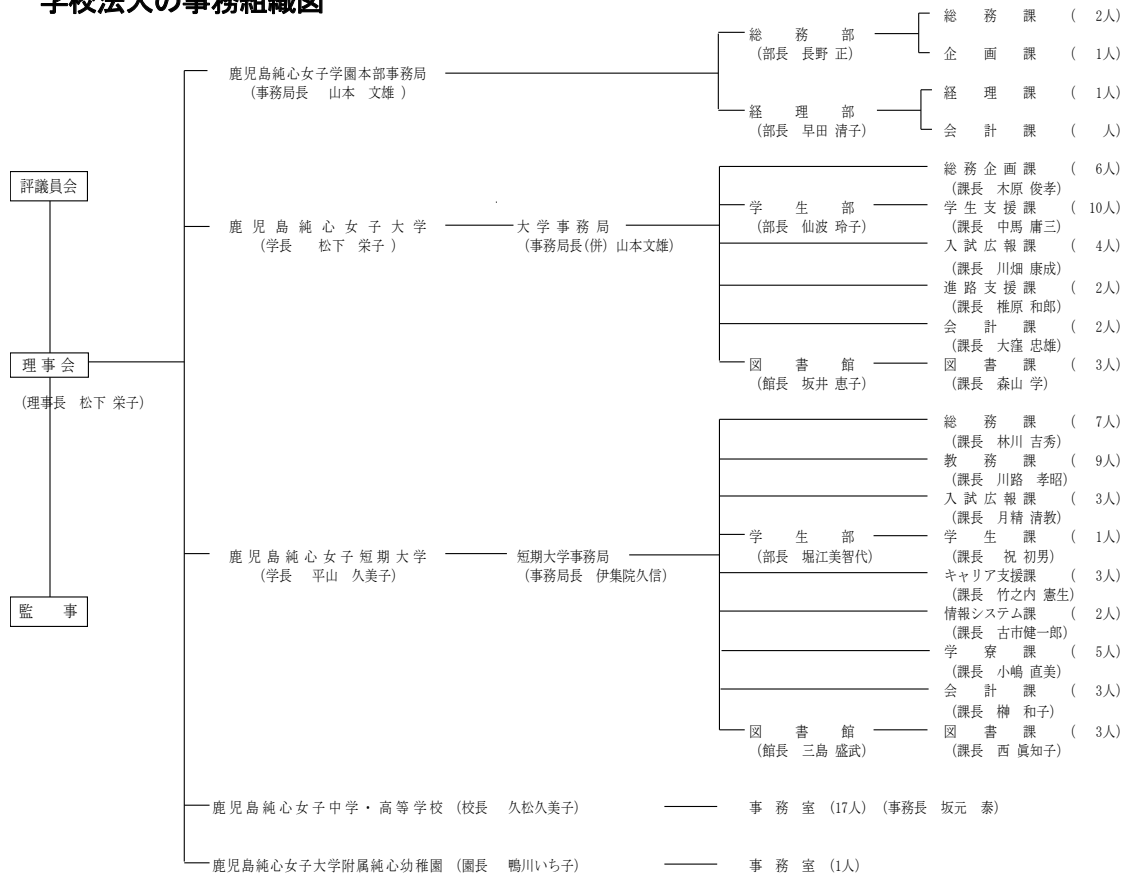 学校法人の事務組織図
総務課 ( 2人)
総務部
(部長 長野 正)
企画課 ( 1人)
鹿児島純心女子学園本部事務局
(事務局長 山本 文雄 )
経理課 ( 1人)
経理部
(部長 早田 清子)
会計課 ( 人)
評議員会
総務企画課 ( 6人)
(課長 木原 俊孝)
鹿児島純心女子大学
(学長 松下 栄子 )
大学事務局
(事務局長(併) 山本文雄)
学生部
(部長 仙波 玲子)
学生支援課 ( 10人)
(課長 中馬 庸三)
入試広報課 ( 4人)
(課長 川畑 康成)
進路支援課 ( 2人)
(課長 椎原 和郎)
会計課 ( 2人)
(課長 大窪 忠雄)
理事会
(理事長 松下 栄子)
図書館
(館長 坂井 恵子)
図書課 ( 3人)
(課長 森山 学)
総務課 ( 7人)
(課長 林川 吉秀)
教務課 ( 9人)
(課長 川路 孝昭)
入試広報課 ( 3人)
(課長 月精 清教)
鹿児島純心女子短期大学
(学長 平山 久美子)
短期大学事務局
(事務局長 伊集院久信)
学生部
(部長 堀江美智代)
学生課 ( 1人)
(課長 祝 初男)
キャリア支援課 ( 3人)
(課長 竹之内 憲生)
監事
情報システム課 ( 2人)
(課長 古市健一郎)
学寮課 ( 5人)
(課長 小嶋 直美)
会計課 ( 3人)
(課長 榊 和子)
図書館
(館長 三島 盛武)
図書課 ( 3人)
(課長 西 眞知子)
鹿児島純心女子中学・高等学校 (校長 久松久美子) 事務室 (17人) (事務長 坂元 泰)
鹿児島純心女子大学附属純心幼稚園 (園長 鴨川いち子) 事務室 (1人)